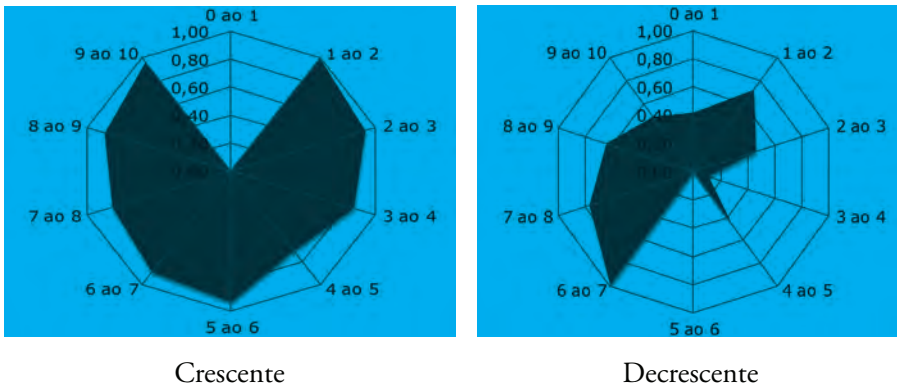 0 ao 1
1 ao 2
2 ao 3
3 ao 4
4 ao 5
5 ao 6
6 ao 7
7 ao 8
8 ao 9
9 ao 10
1,00
0,80
0,60
0,40
0,20
0,00
Crescente
0 ao 1
1 ao 2
2 ao 3
3 ao 4
4 ao 5
5 ao 6
6 ao 7
7 ao 8
8 ao 9
9 ao 10
1,00
0,80
0,60
0,40
0,20
0,00
Decrescente